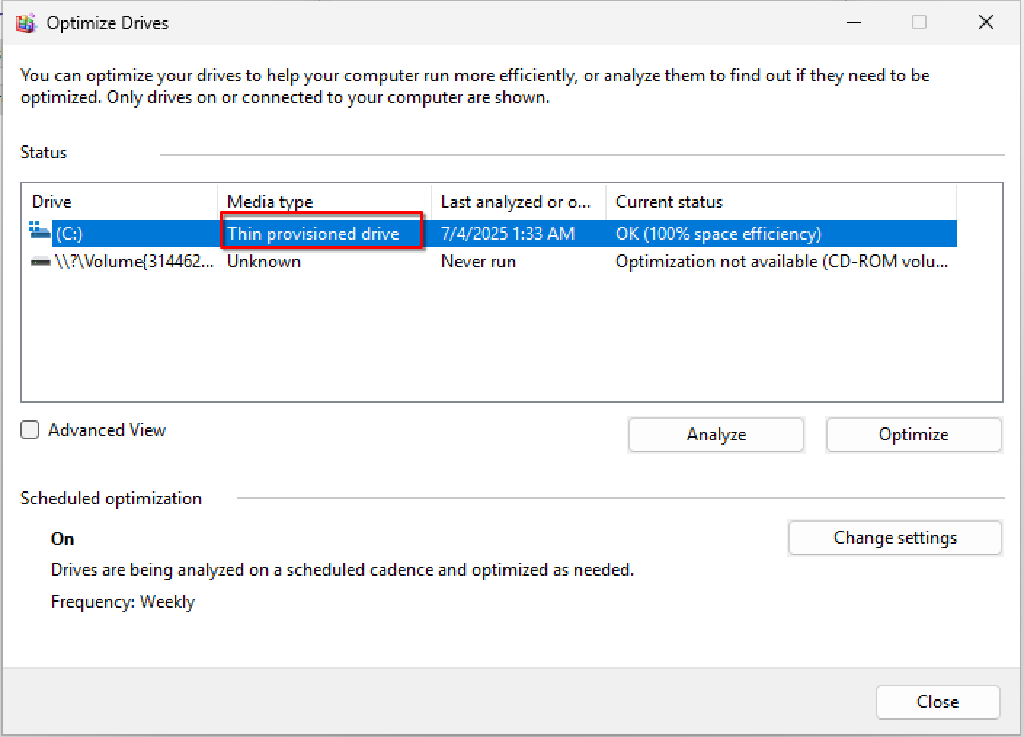 Optimize Drives
You can optimize your drives to help your computer run more efficiently, or analyze them to find out if they need to be
optimized. Only drives on or connected to your computer are shown.
Status
Drive Media type Last analyzed or o... Current status
(C:) Thin provisioned drive 7/4/2025 1:33 AM OK (100% space efficiency)
\\?\Volume{314462... Unknown Never run Optimization not available (CD-ROM volu...
Advanced View Analyze Optimize
Scheduled optimization
On Change settings
Drives are being analyzed on a scheduled cadence and optimized as needed.
Frequency: Weekly
Close